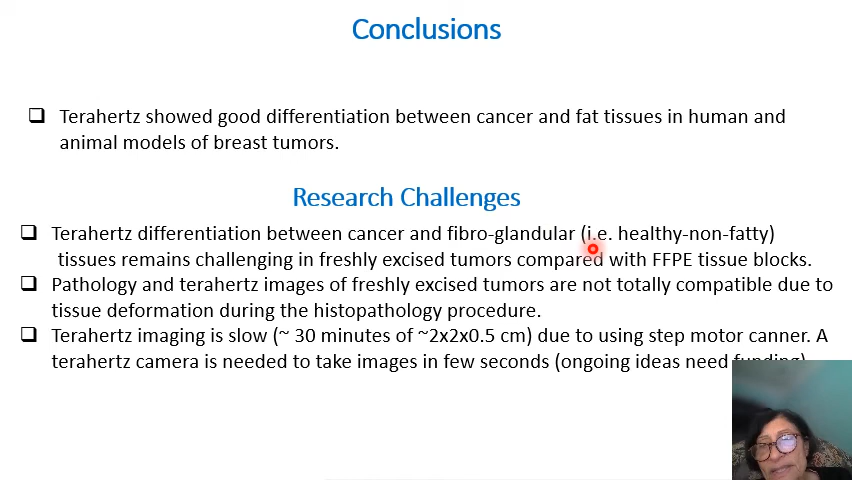 Conclusions
Terahertz showed good differentiation between cancer and fat tissues in human and
animal models of breast tumors.
Research Challenges
Terahertz differentiation between cancer and fibro-glandular (i.e. healthy-non-fatty)
tissues remains challenging in freshly excised tumors compared with FFPE tissue blocks.
Pathology and terahertz images of freshly excised tumors are not totally compatible due to
tissue deformation during the histopathology procedure.
Terahertz imaging is slow (~ 30 minutes of ~2x2x0.5 cm) due to using step motor canner. A
terahertz camera is needed to take images in few seconds (ongoing ideas need funding)